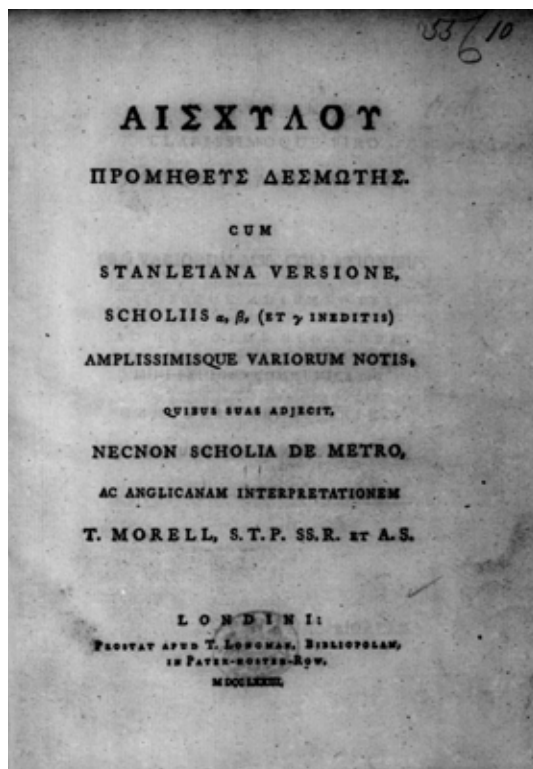 55/10
ΑΙΣΧΥΛΟΥ
ΠΡΟΜΗΘΕΥΣ ΔΕΣΜΩΤΗΣ.
CUM
STANLEIANA VERSIONE,
SCHOLIIS α, β, (ET γ INEDITIS)
AMPLISSIMISQUE VARIORUM NOTIS,
QUIBUS SUAS ADJECIT,
NECNON SCHOLIA DE METRO,
AC ANGLICANAM INTERPRETATIONEM
T. MORELL, S. T. P. SS. R. ET A. S.
LONDINI:
PROSTAT APUD T. LONGMAN, BIBLIOPOLAM,
IN PATER-NOSTER-ROW,
MDCCLXXIII,